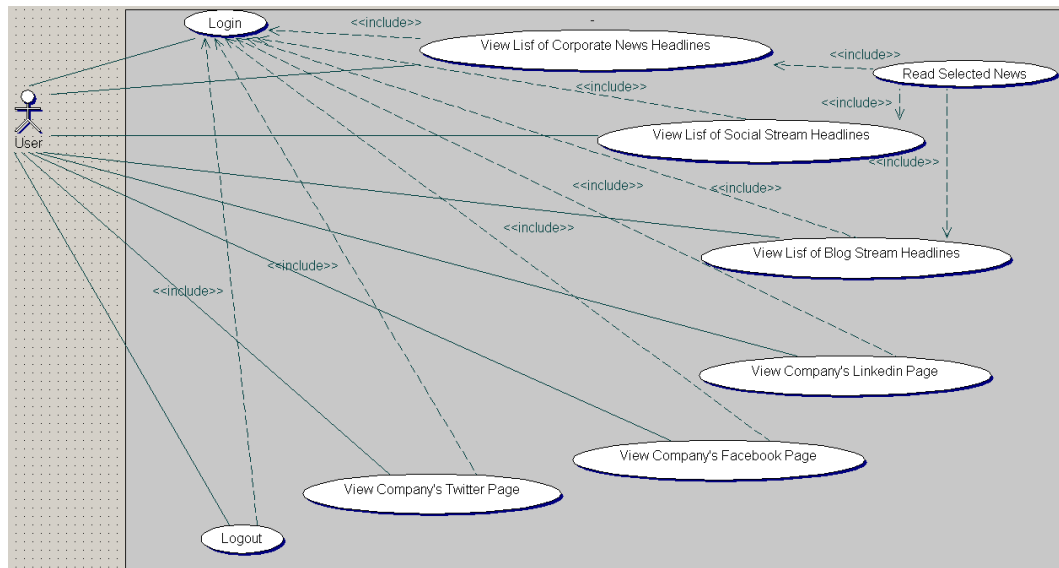 Login
<<include>>
View Lisf of Corporate News Headlines
<<include>>
Read Selected News
<<include>>
<<include>>
View Lisf of Social Stream Headlines
User
<<include>>
<<include>>
<<include>>
<<include>>
View Lisf of Blog Stream Headlines
<<include>>
<<include>>
<<include>>
View Company's Linkedin Page
View Company's Facebook Page
View Company's Twitter Page
Logout